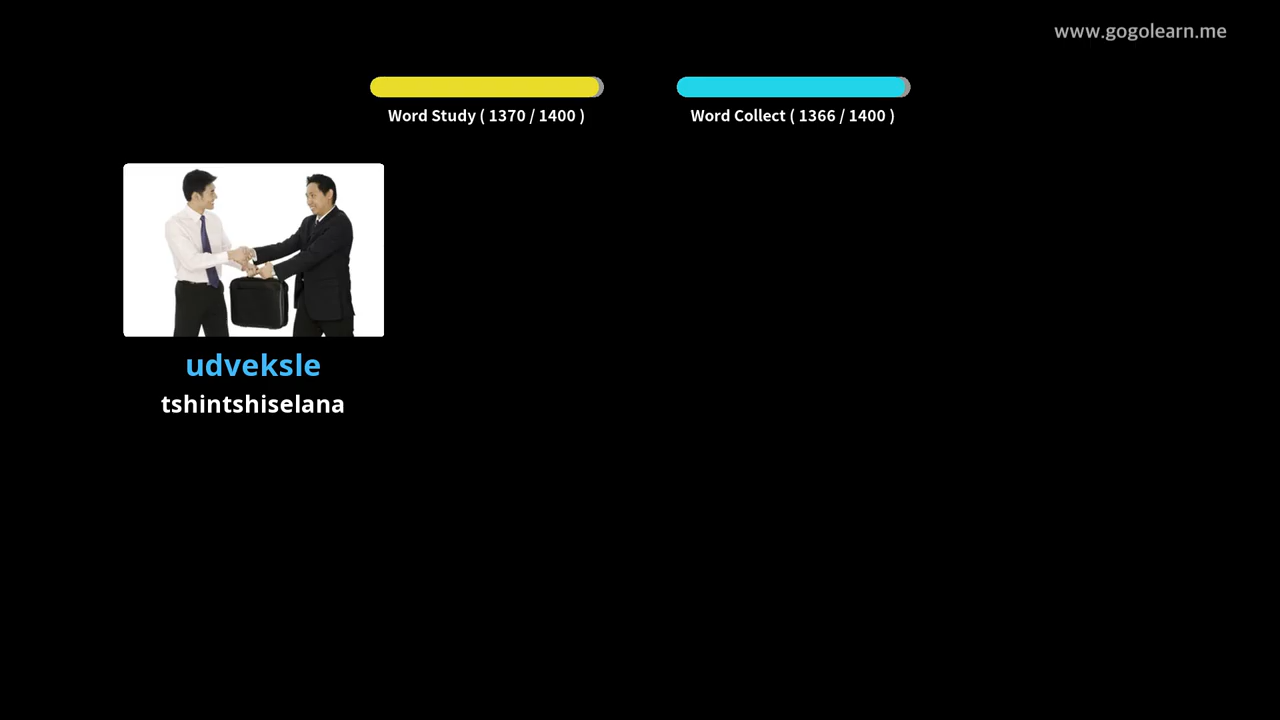 www.gogolearn.me
Word Study ( 1370 / 1400 )
Word Collect ( 1366 / 1400 )
udveksle
tshintshiselana